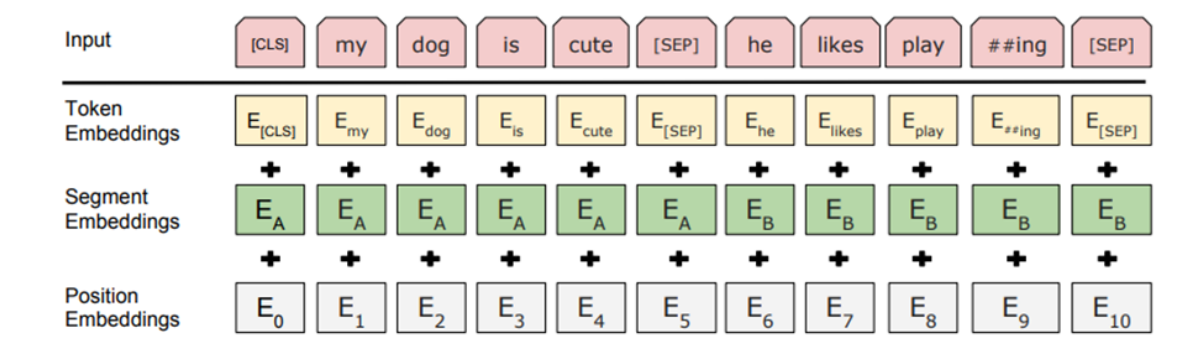 Input [CLS] my dog is cute [SEP] he likes play ##ing [SEP]
Token Embeddings E[CLS] Emy Edog Eis Ecute E[SEP] Ehe Elikes Eplay E##ing E[SEP]
+ + + + + + + + + + +
Segment Embeddings EA EA EA EA EA EA EB EB EB EB EB
+ + + + + + + + + + +
Position Embeddings E0 E1 E2 E3 E4 E5 E6 E7 E8 E9 E10